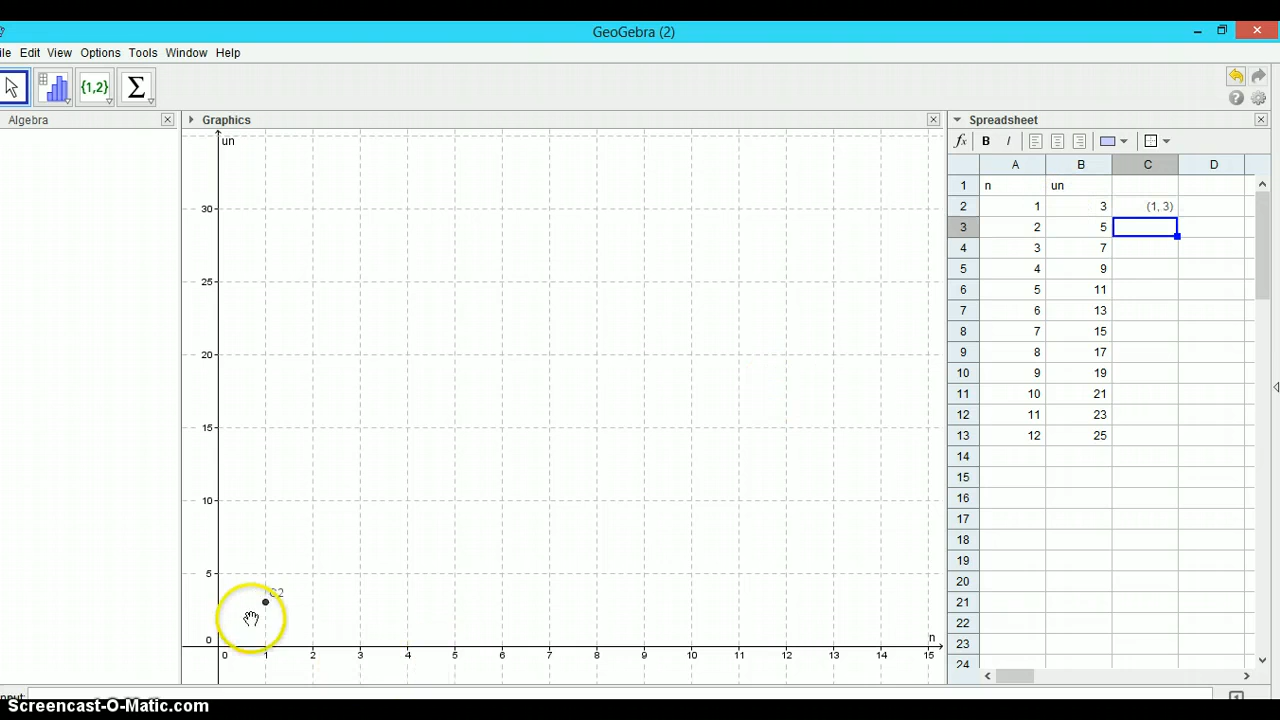 GeoGebra (2)
ile Edit View Options Tools Window Help
{1,2} Σ
Algebra
Graphics
Spreadsheet
fx B I
A B C D
1 n un
2 1 3 (1, 3)
3 2 5
4 3 7
5 4 9
6 5 11
7 6 13
8 7 15
9 8 17
10 9 19
11 10 21
12 11 23
13 12 25
14
15
16
17
18
19
20
21
22
23
24
un
30
25
20
15
10
5
C2
0
n
0 1 2 3 4 5 6 7 8 9 10 11 12 13 14 15
Screencast-O-Matic.com